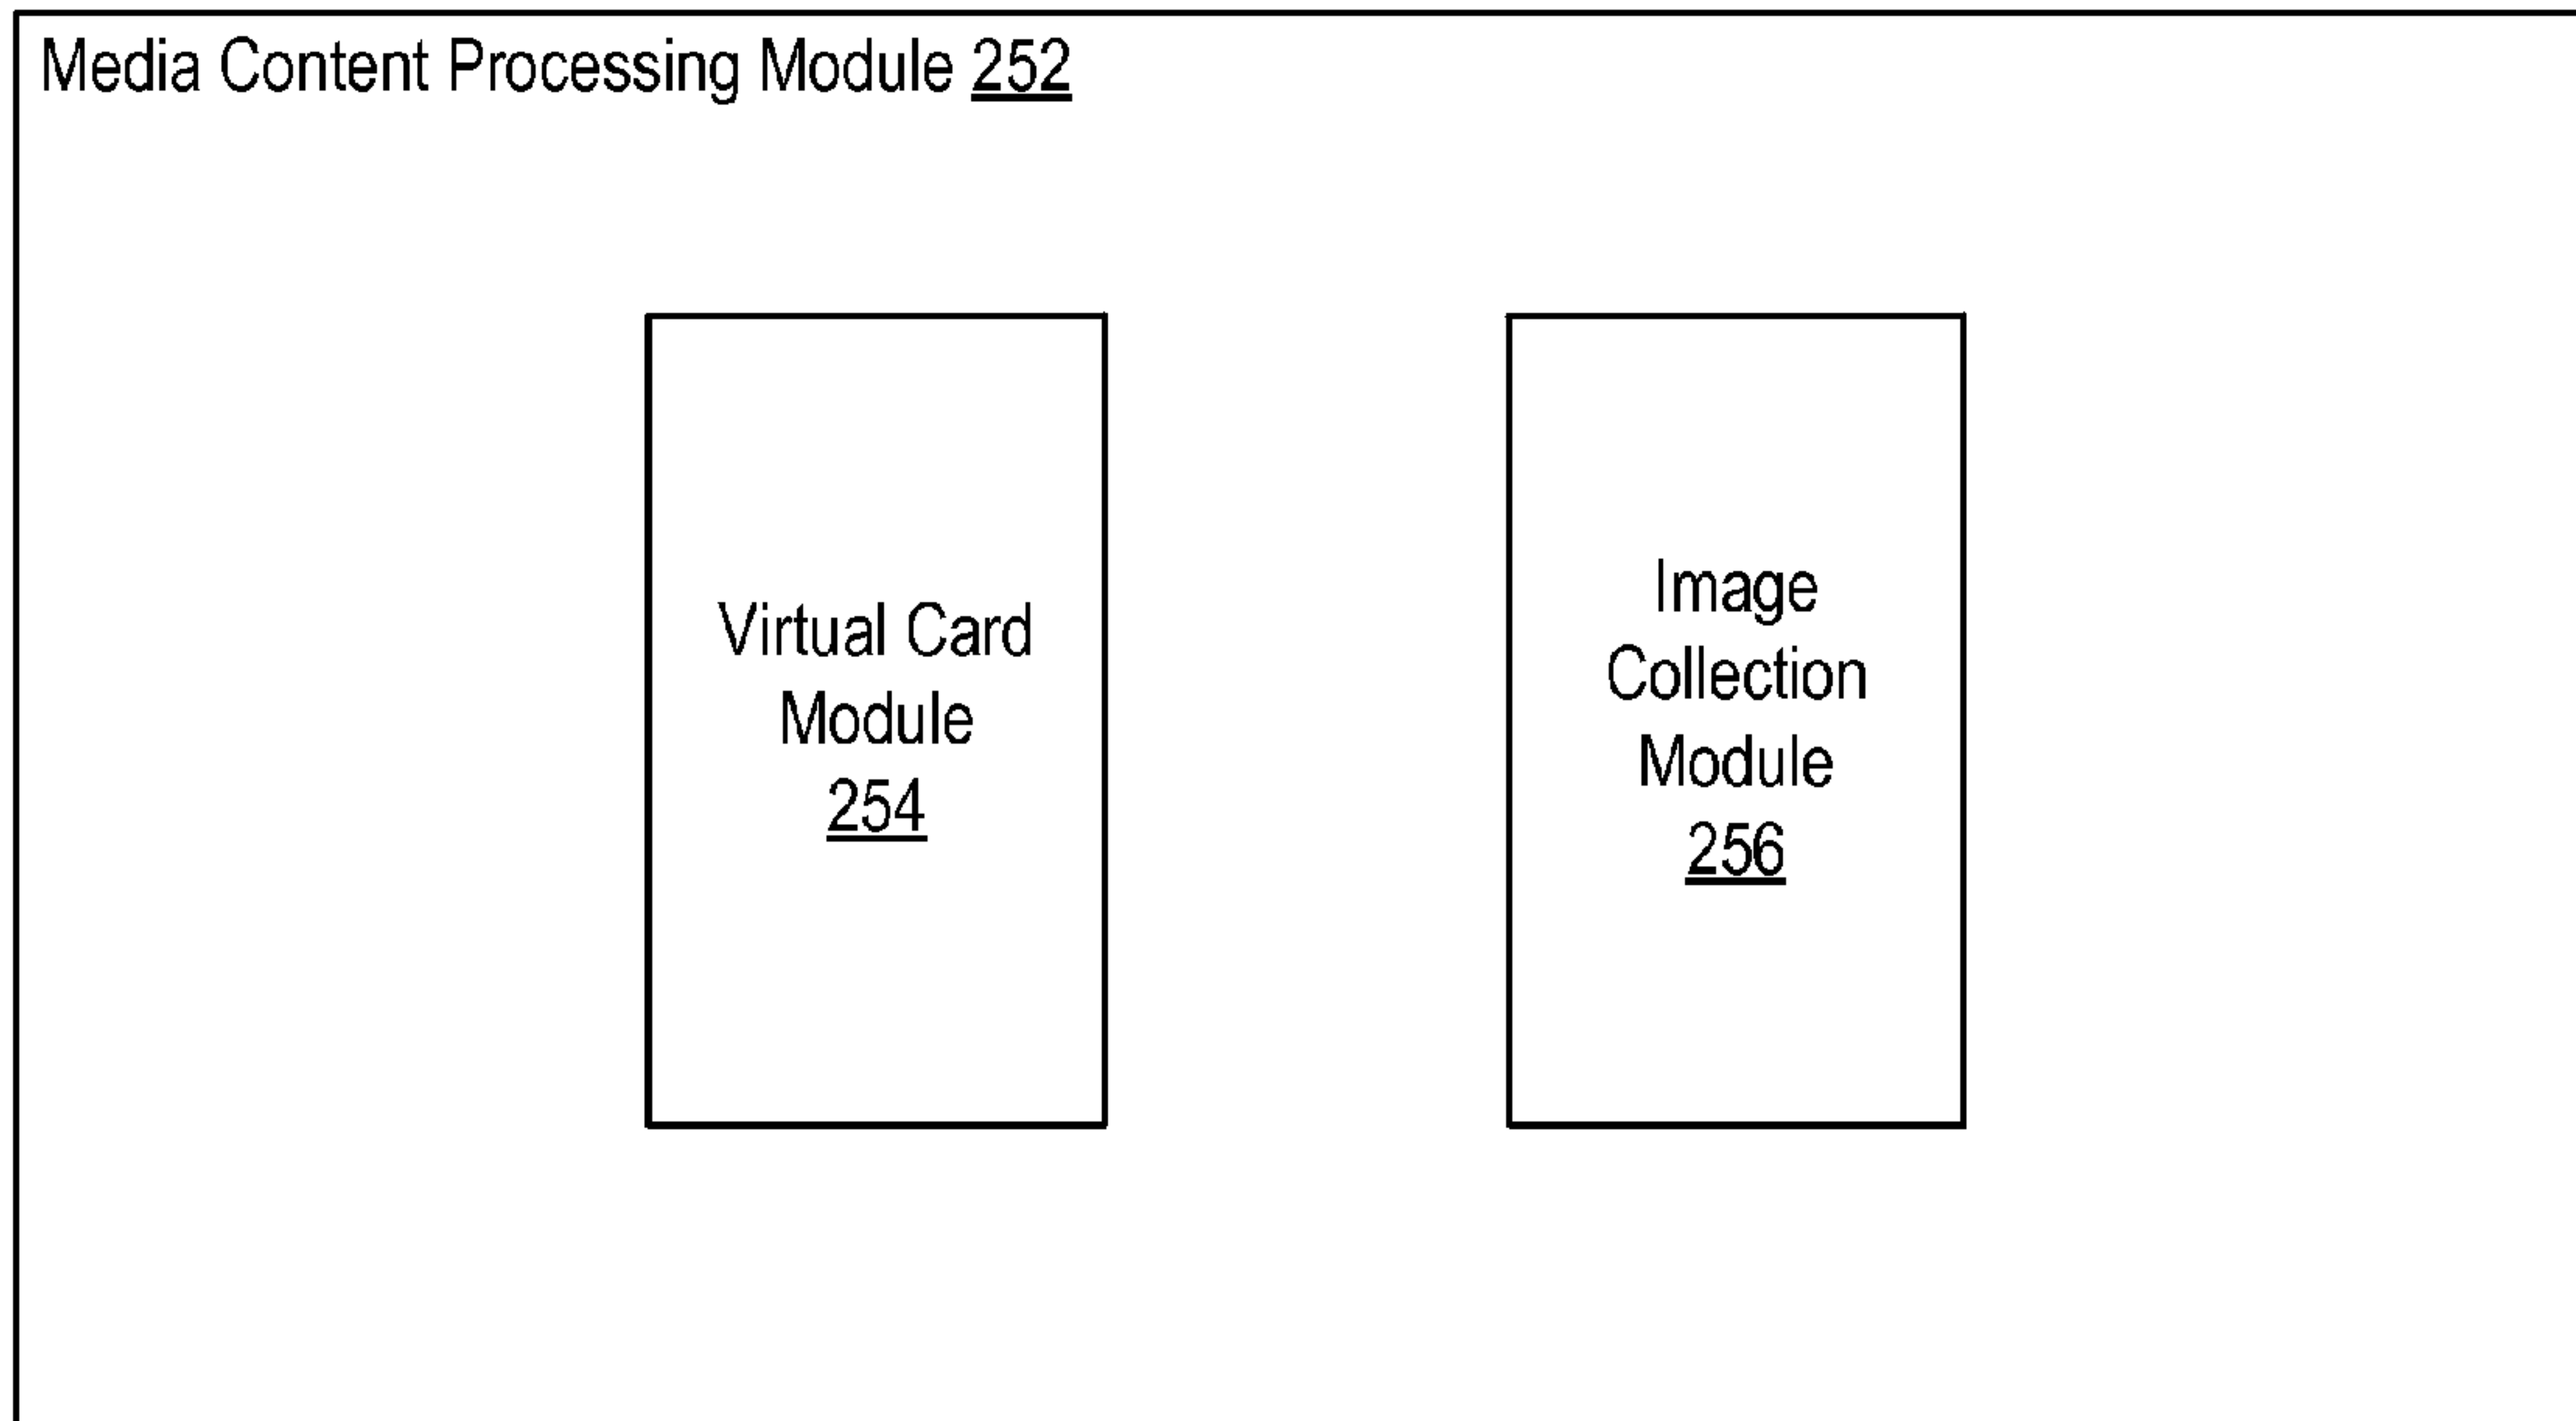 Media Content Processing Module 252
Virtual Card
Module
254
Image
Collection
Module
256